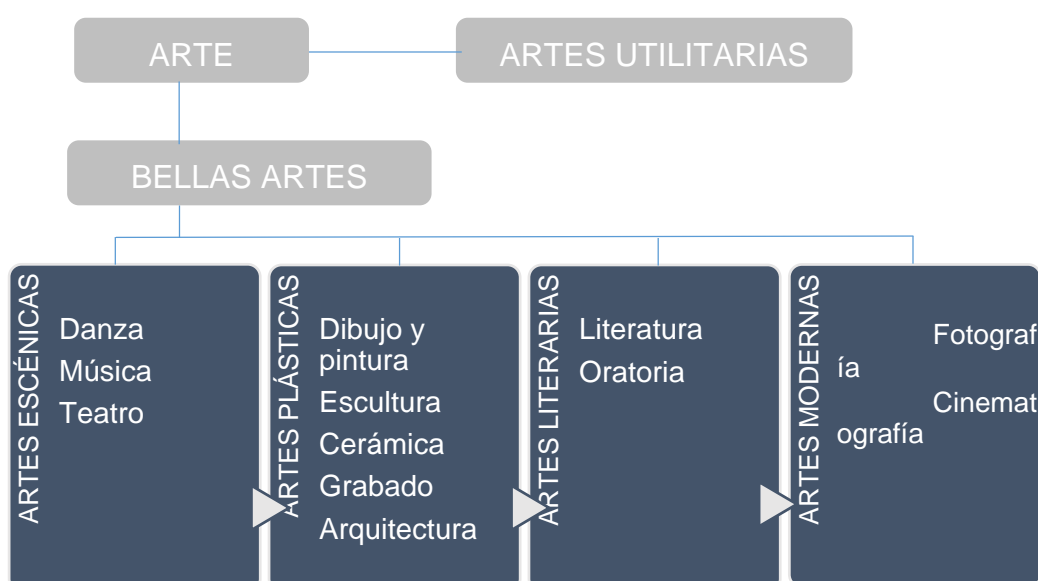 ARTE
ARTES UTILITARIAS
BELLAS ARTES
ARTES ESCÉNICAS
Danza
Música
Teatro
ARTES PLÁSTICAS
Dibujo y
pintura
Escultura
Cerámica
Grabado
Arquitectura
ARTES LITERARIAS
Literatura
Oratoria
ARTES MODERNAS
Fotograf
ía
Cinemat
ografía